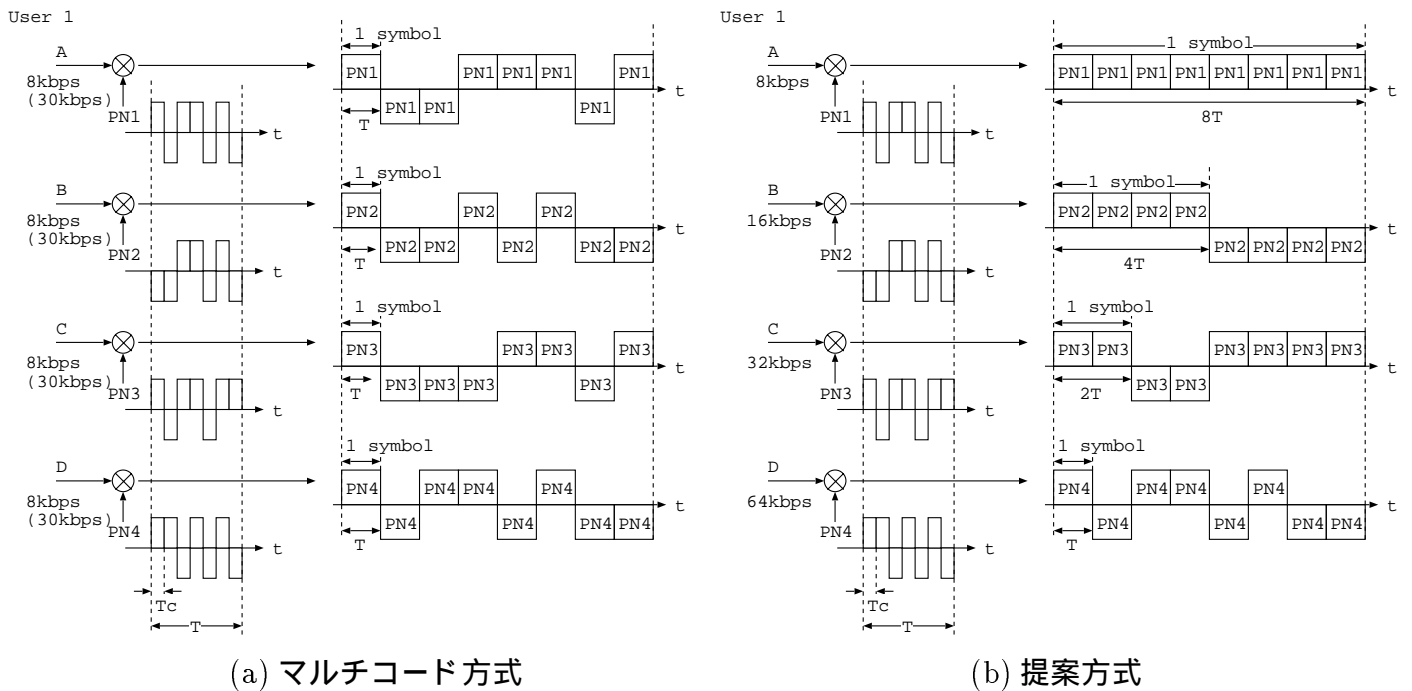 User 1
A
8kbps
(30kbps)
PN1
t
1 symbol
PN1 PN1 PN1 PN1 PN1
PN1 PN1 PN1
t
T
B
8kbps
(30kbps)
PN2
t
1 symbol
PN2 PN2 PN2
PN2 PN2 PN2 PN2 PN2
t
T
C
8kbps
(30kbps)
PN3
t
1 symbol
PN3 PN3 PN3 PN3
PN3 PN3 PN3 PN3
t
T
D
8kbps
(30kbps)
PN4
t
Tc
T
1 symbol
PN4 PN4 PN4 PN4
PN4 PN4 PN4 PN4
t
T
(a) マルチコード方式
User 1
A
8kbps
PN1
t
1 symbol
PN1 PN1 PN1 PN1 PN1 PN1 PN1 PN1
t
8T
B
16kbps
PN2
t
1 symbol
PN2 PN2 PN2 PN2
PN2 PN2 PN2 PN2
t
4T
C
32kbps
PN3
t
1 symbol
PN3 PN3 PN3 PN3 PN3 PN3
PN3 PN3
t
2T
D
64kbps
PN4
t
Tc
T
1 symbol
PN4 PN4 PN4 PN4
PN4 PN4 PN4 PN4
t
T
(b) 提案方式